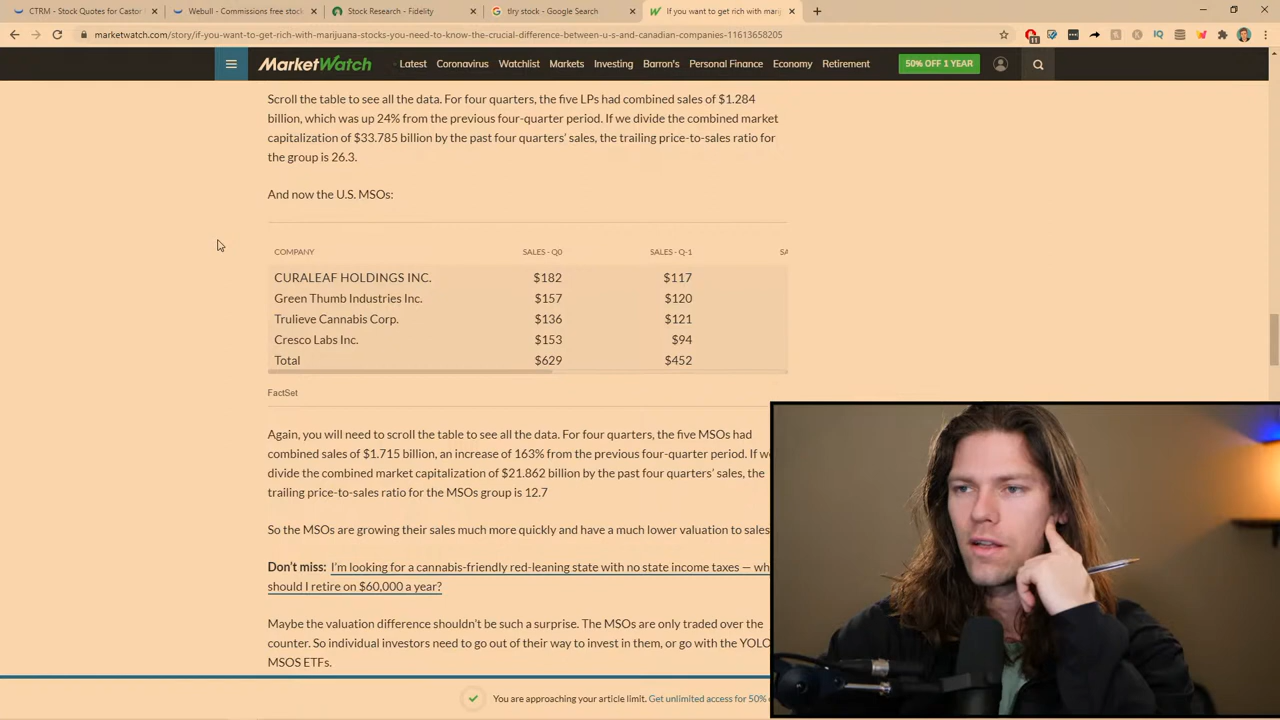 CTRM - Stock Quotes for Castor
Webull - Commissions free stock
Stock Research - Fidelity
tlry stock - Google Search
If you want to get rich with mari
marketwatch.com/story/if-you-want-to-get-rich-with-marijuana-stocks-you-need-to-know-the-crucial-difference-between-u-s-and-canadian-companies-11613658205
MarketWatch
Latest
Coronavirus
Watchlist
Markets
Investing
Barron's
Personal Finance
Economy
Retirement
50% OFF 1 YEAR
Scroll the table to see all the data. For four quarters, the five LPs had combined sales of $1.284
billion, which was up 24% from the previous four-quarter period. If we divide the combined market
capitalization of $33.785 billion by the past four quarters' sales, the trailing price-to-sales ratio for
the group is 26.3.
And now the U.S. MSOs:
COMPANY SALES - Q0 SALES - Q-1 SA
CURALEAF HOLDINGS INC. $182 $117
Green Thumb Industries Inc. $157 $120
Trulieve Cannabis Corp. $136 $121
Cresco Labs Inc. $153 $94
Total $629 $452
FactSet
Again, you will need to scroll the table to see all the data. For four quarters, the five MSOs had
combined sales of $1.715 billion, an increase of 163% from the previous four-quarter period. If w
divide the combined market capitalization of $21.862 billion by the past four quarters' sales, the
trailing price-to-sales ratio for the MSOs group is 12.7
So the MSOs are growing their sales much more quickly and have a much lower valuation to sales
Don't miss: I'm looking for a cannabis-friendly red-leaning state with no state income taxes — wh
should I retire on $60,000 a year?
Maybe the valuation difference shouldn't be such a surprise. The MSOs are only traded over the
counter. So individual investors need to go out of their way to invest in them, or go with the YOLO
MSOS ETFs.
You are approaching your article limit. Get unlimited access for 50%